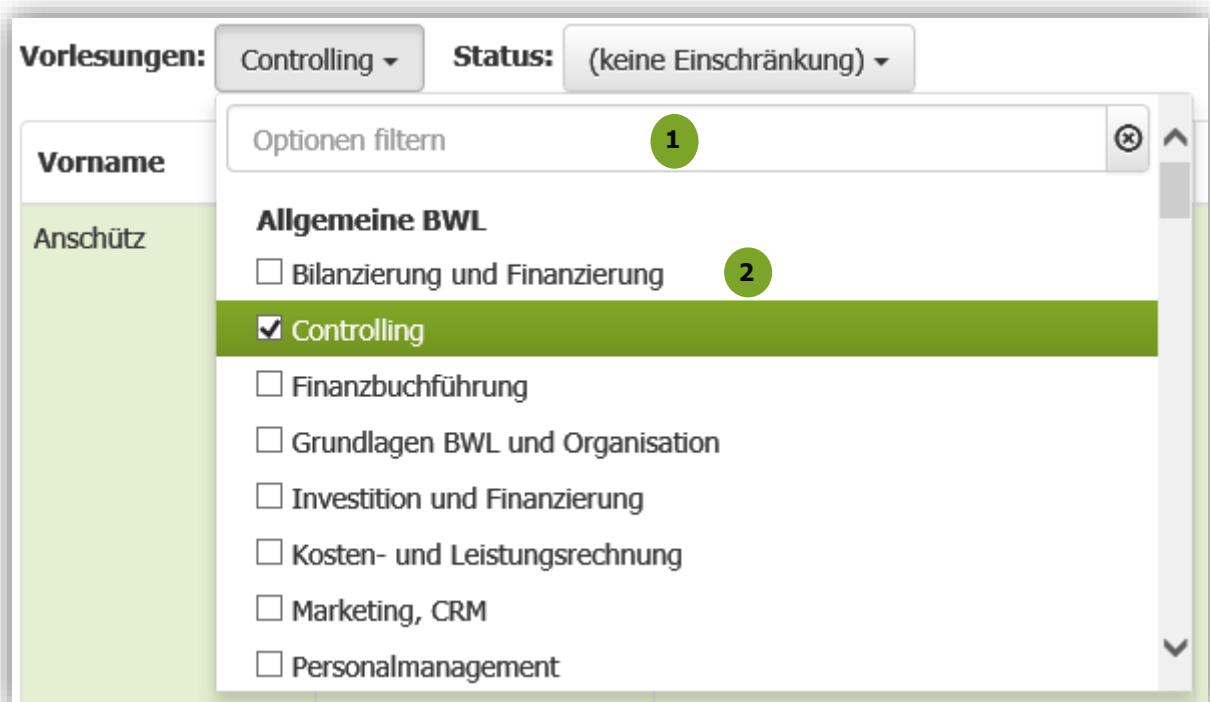 Vorlesungen: Controlling Status: (keine Einschränkung)
Optionen filtern 1
Vorname
Allgemeine BWL
Anschütz
Bilanzierung und Finanzierung 2
Controlling
Finanzbuchführung
Grundlagen BWL und Organisation
Investition und Finanzierung
Kosten- und Leistungsrechnung
Marketing, CRM
Personalmanagement